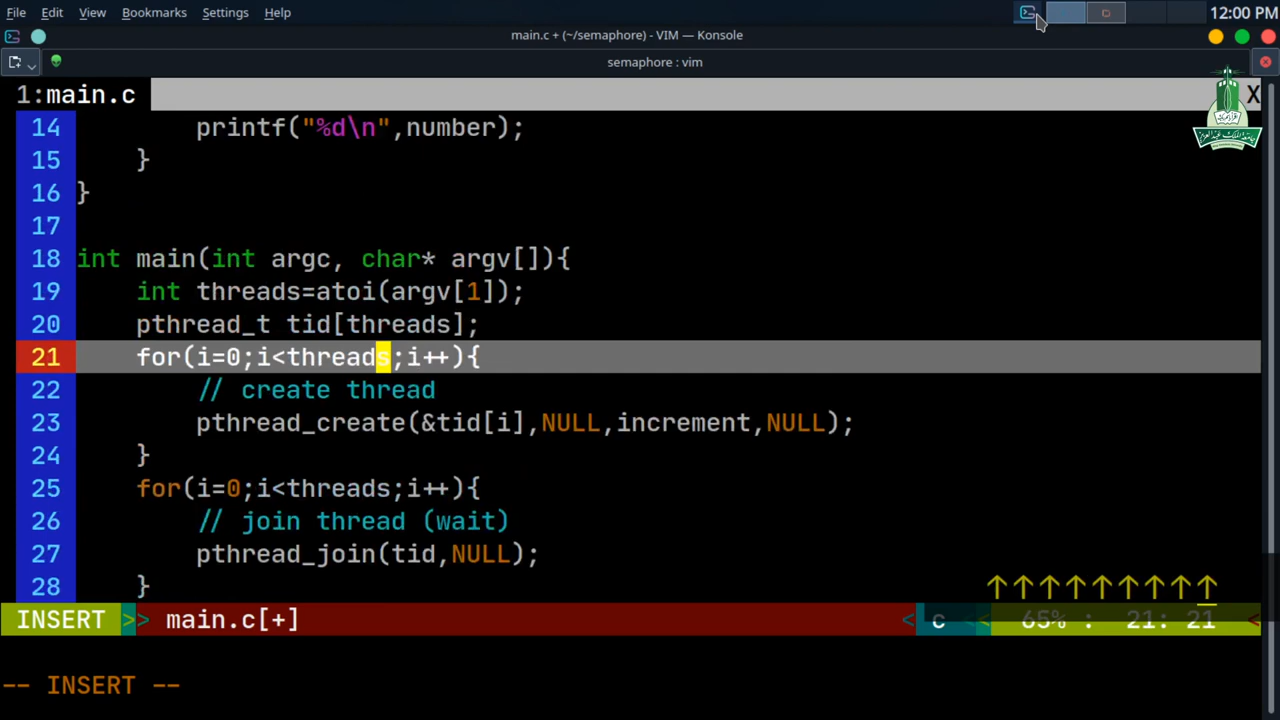 File Edit View Bookmarks Settings Help 12:00 PM
main.c + (~/semaphore) - VIM — Konsole
semaphore : vim
1:main.c X
14 printf("%d\n",number);
15 }
16 }
17
18 int main(int argc, char* argv[]){
19 int threads=atoi(argv[1]);
20 pthread_t tid[threads];
21 for(i=0;i<threads;i++){
22 // create thread
23 pthread_create(&tid[i],NULL,increment,NULL);
24 }
25 for(i=0;i<threads;i++){
26 // join thread (wait)
27 pthread_join(tid,NULL);
28 }
↑↑↑↑↑↑↑↑↑
INSERT >> main.c[+] < c << 65% : 21: 21 <
-- INSERT --